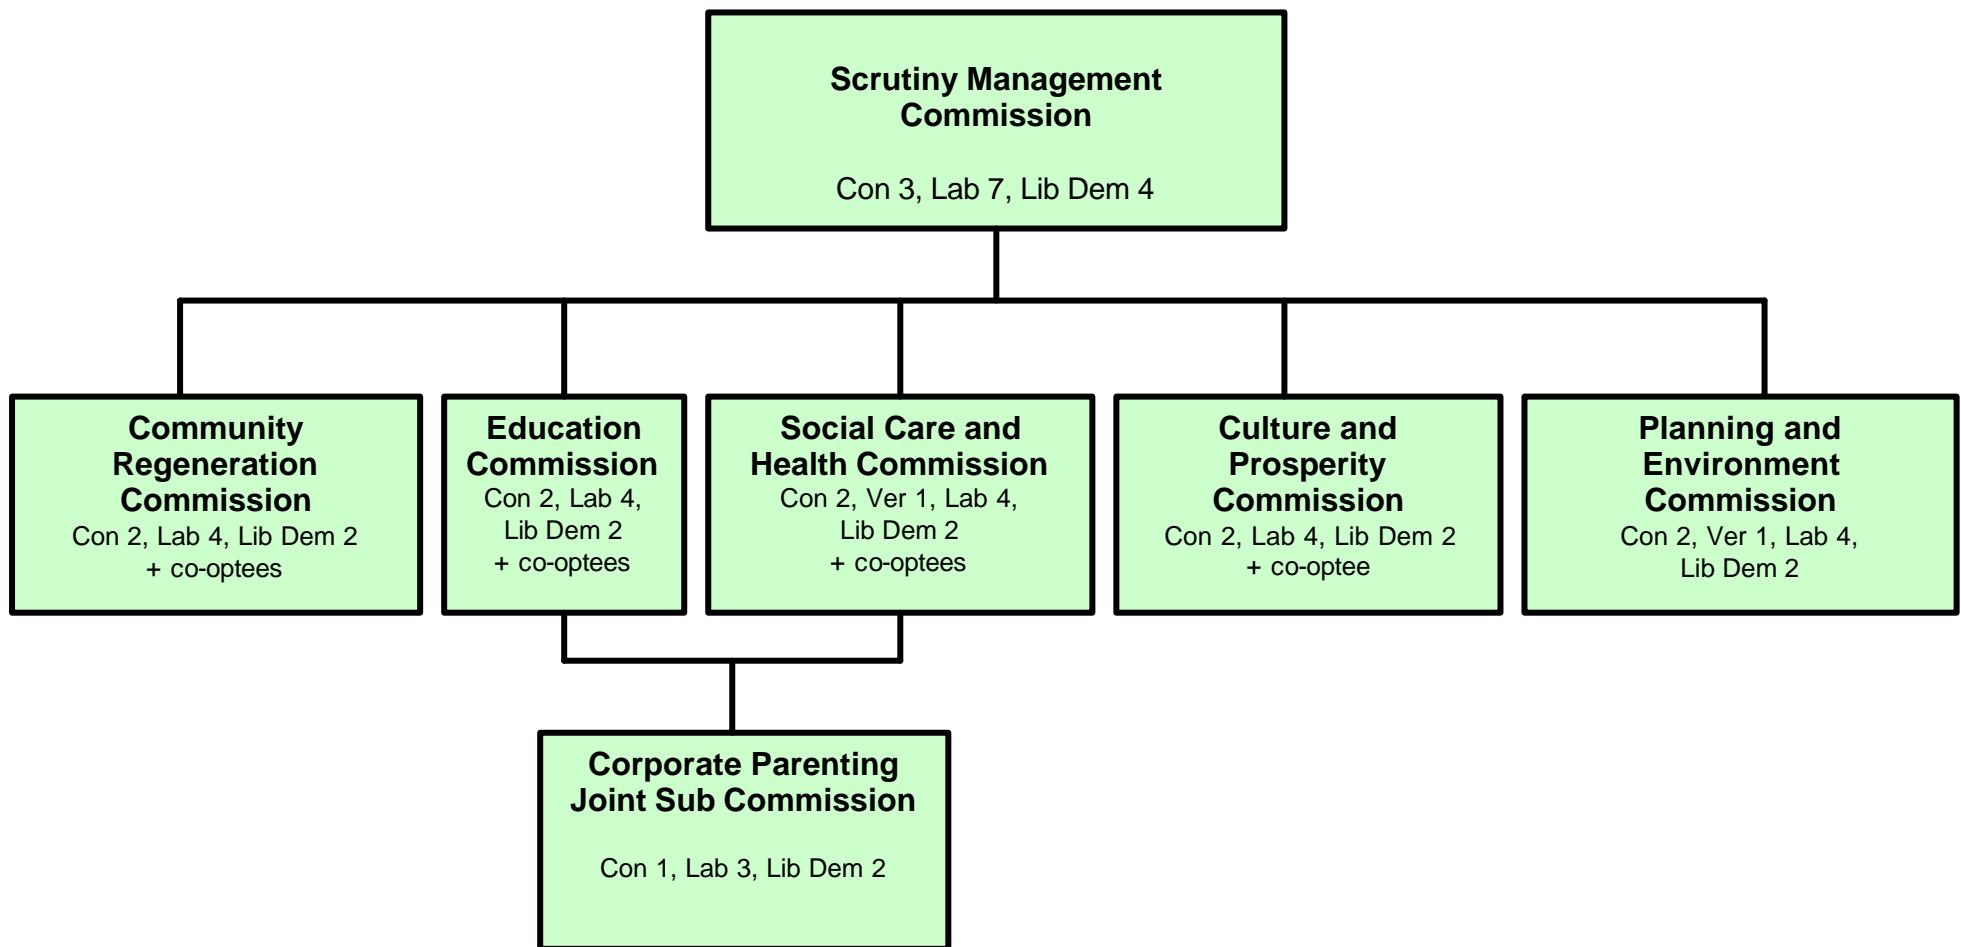 Scrutiny Management
Commission
Con 3, Lab 7, Lib Dem 4
Community
Regeneration
Commission
Con 2, Lab 4, Lib Dem 2
+ co-optees
Education
Commission
Con 2, Lab 4,
Lib Dem 2
+ co-optees
Social Care and
Health Commission
Con 2, Ver 1, Lab 4,
Lib Dem 2
+ co-optees
Culture and
Prosperity
Commission
Con 2, Lab 4, Lib Dem 2
+ co-optee
Planning and
Environment
Commission
Con 2, Ver 1, Lab 4,
Lib Dem 2
Corporate Parenting
Joint Sub Commission
Con 1, Lab 3, Lib Dem 2